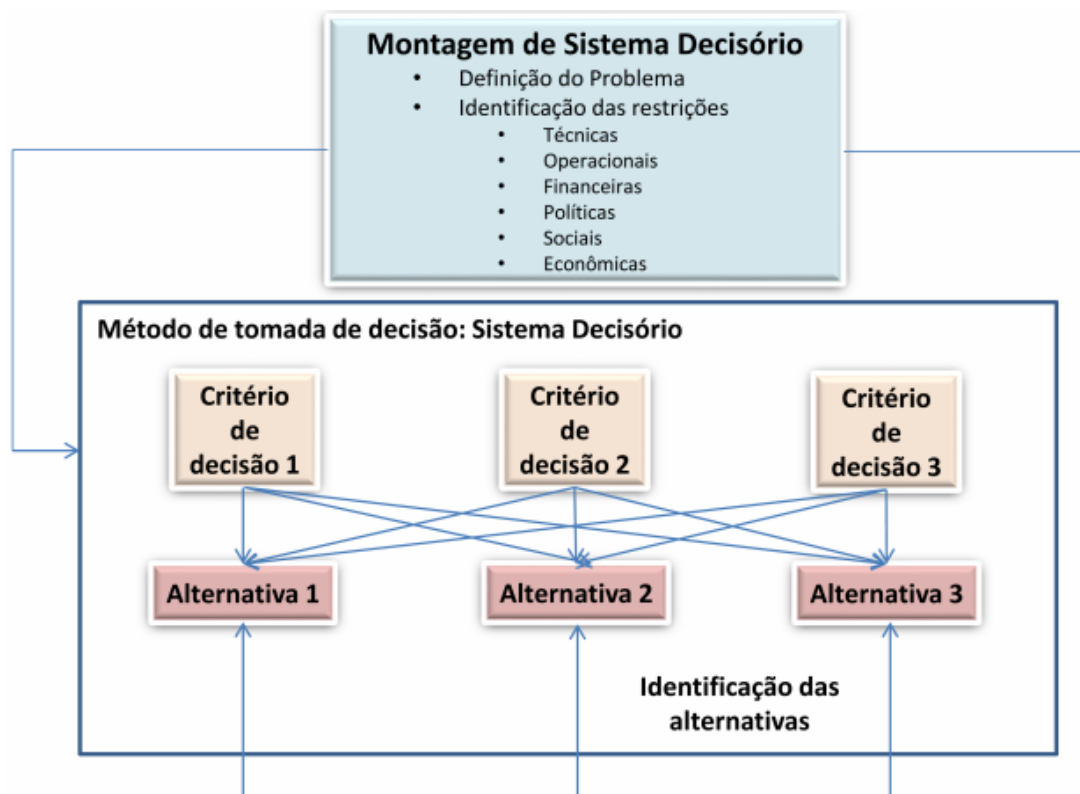 Montagem de Sistema Decisório
• Definição do Problema
• Identificação das restrições
• Técnicas
• Operacionais
• Financeiras
• Políticas
• Sociais
• Econômicas
Método de tomada de decisão: Sistema Decisório
Critério
de
decisão 1
Critério
de
decisão 2
Critério
de
decisão 3
Alternativa 1
Alternativa 2
Alternativa 3
Identificação das
alternativas